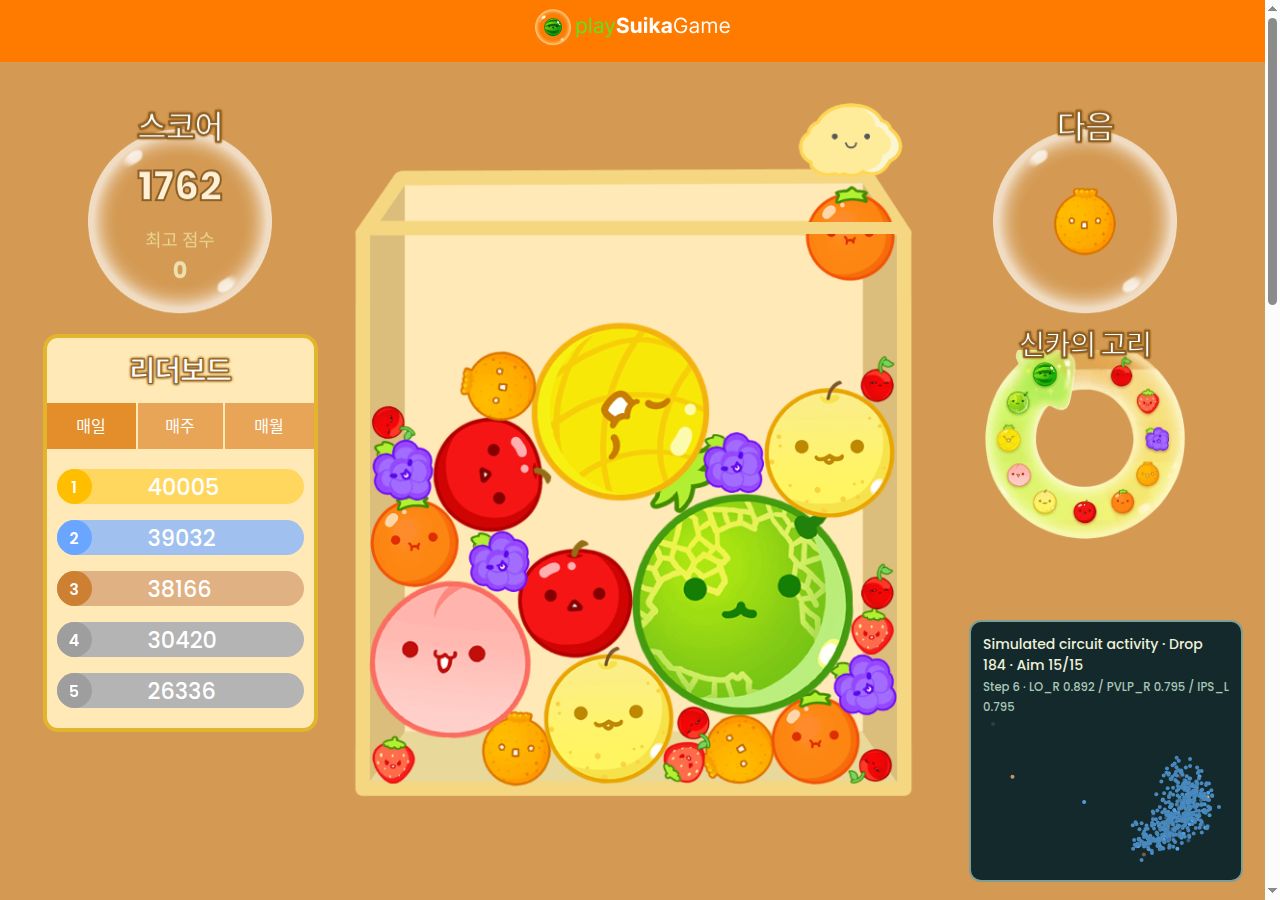 playSuikaGame
스코어
1762
최고 점수
0
리더보드
매일
매주
매월
1
40005
2
39032
3
38166
4
30420
5
26336
다음
신카의 고리
Simulated circuit activity · Drop
184 · Aim 15/15
Step 6 · LO_R 0.892 / PVLP_R 0.795 / IPS_L
0.795